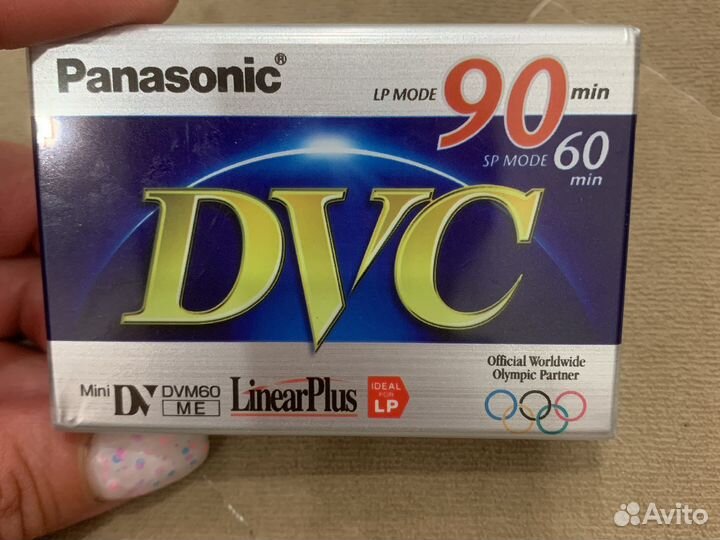 Panasonic®
LP MODE 90 min
SP MODE 60 min
DVC
Mini DV DVM60 ME
LinearPlus
IDEAL FOR LP
Official Worldwide
Olympic Partner
Avito